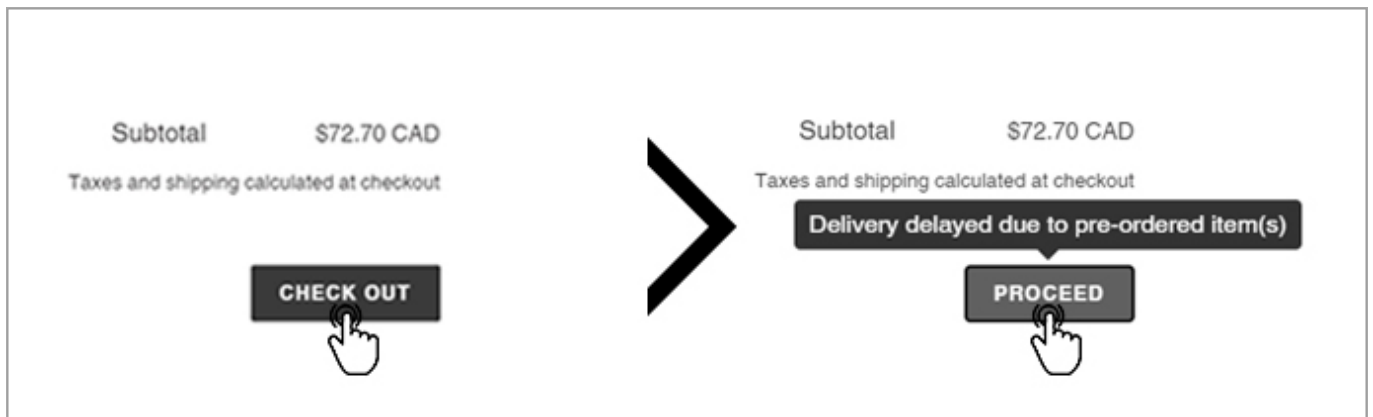 Subtotal $72.70 CAD
Taxes and shipping calculated at checkout
CHECK OUT
Subtotal $72.70 CAD
Taxes and shipping calculated at checkout
Delivery delayed due to pre-ordered item(s)
PROCEED